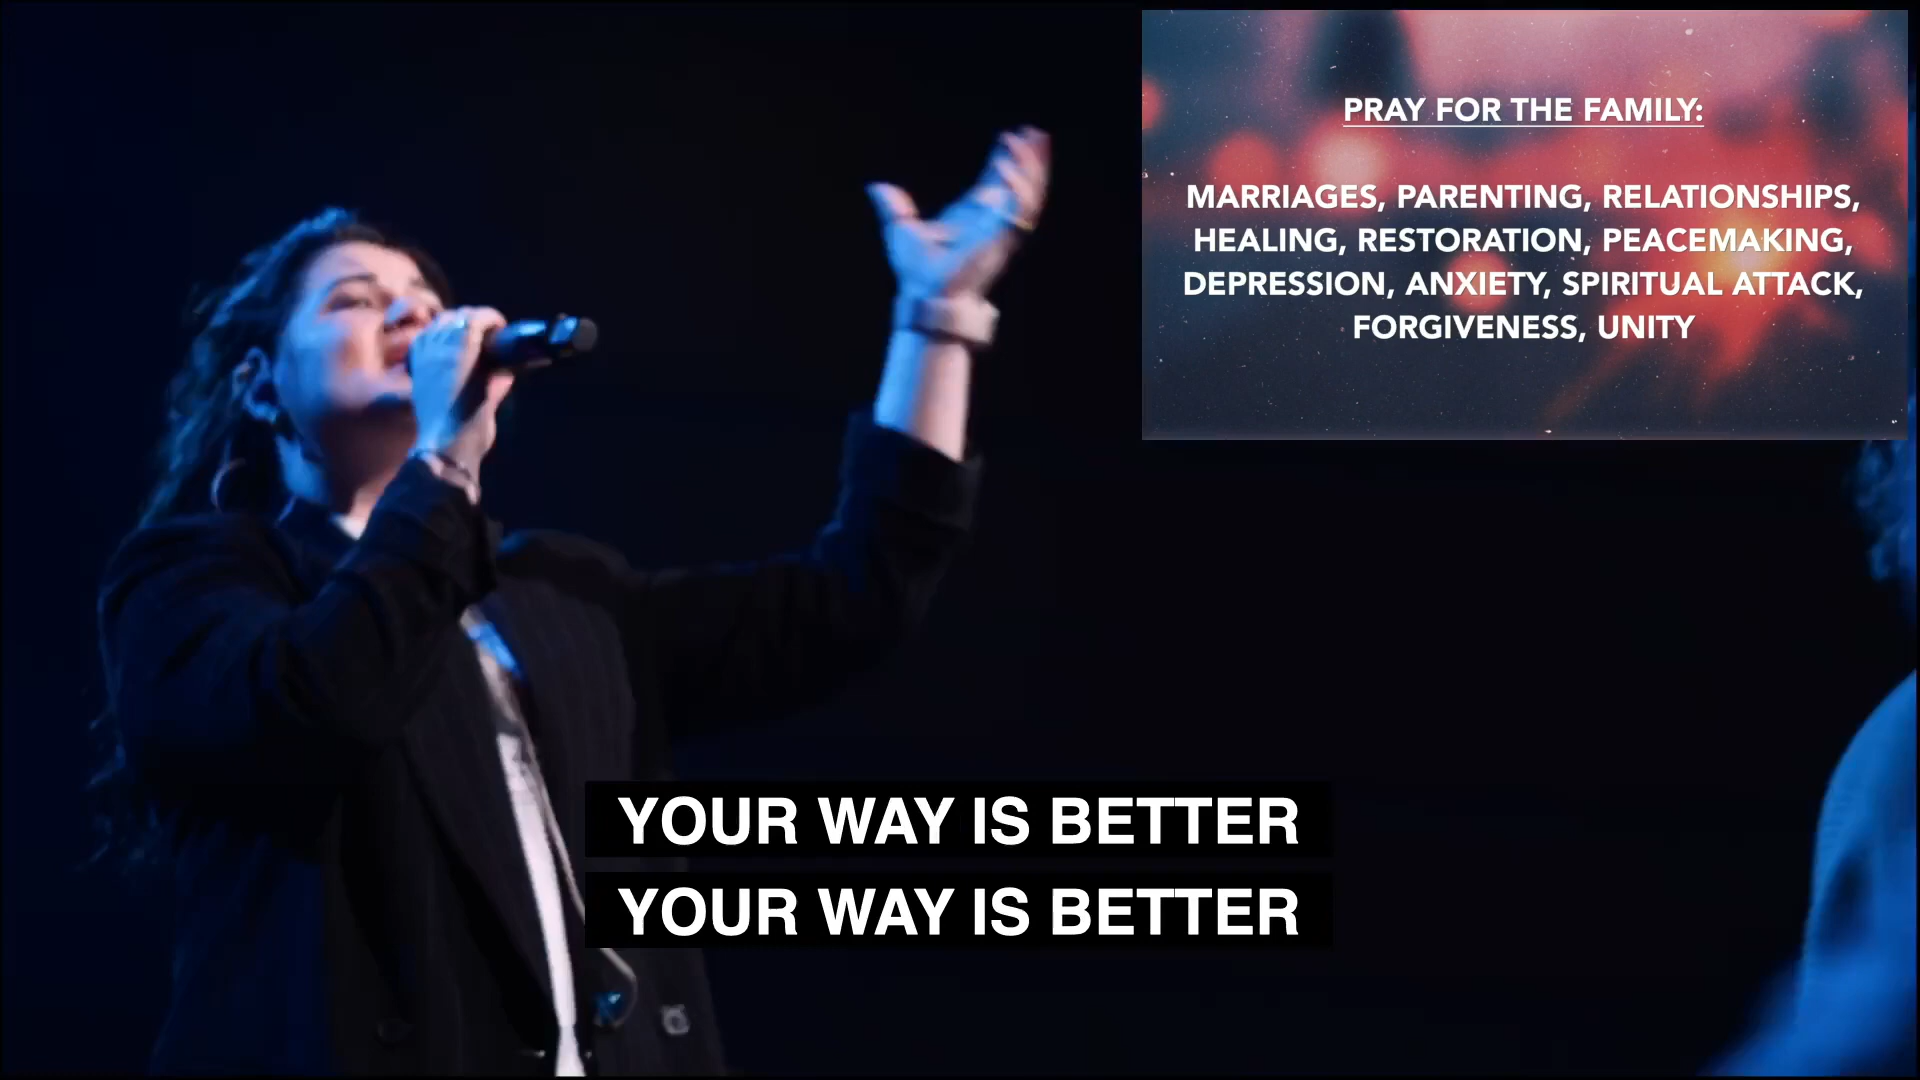 PRAY FOR THE FAMILY:
MARRIAGES, PARENTING, RELATIONSHIPS,
HEALING, RESTORATION, PEACEMAKING,
DEPRESSION, ANXIETY, SPIRITUAL ATTACK,
FORGIVENESS, UNITY
YOUR WAY IS BETTER
YOUR WAY IS BETTER